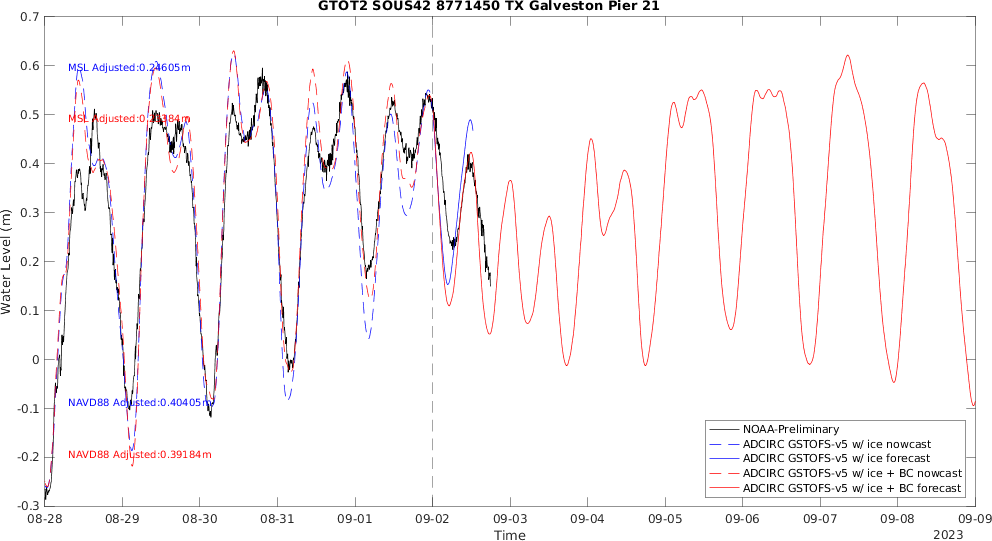 GTOT2 SOUS42 8771450 TX Galveston Pier 21
0.7
0.6
0.5
0.4
0.3
0.2
0.1
0
-0.1
-0.2
-0.3
Water Level (m)
MSL Adjusted:0.24605m
NAVD88 Adjusted:0.40405m
NAVD88 Adjusted:0.39184m
NOAA-Preliminary
ADCIRC GSTOFS-v5 w/ ice nowcast
ADCIRC GSTOFS-v5 w/ ice forecast
ADCIRC GSTOFS-v5 w/ ice + BC nowcast
ADCIRC GSTOFS-v5 w/ ice + BC forecast
08-28
08-29
08-30
08-31
09-01
09-02
09-03
09-04
09-05
09-06
09-07
09-08
09-09
Time
2023